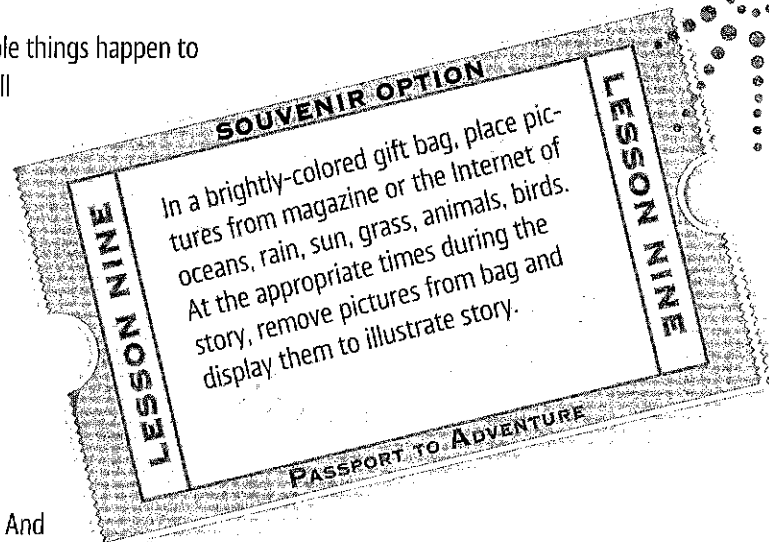 ble things happen to
ll
SOUVENIR OPTION
LESSON NINE
In a brightly-colored gift bag, place pic-
tures from magazine or the Internet of
oceans, rain, sun, grass, animals, birds.
At the appropriate times during the
story, remove pictures from bag and
display them to illustrate story.
LESSON NINE
PASSPORT TO ADVENTURE
And